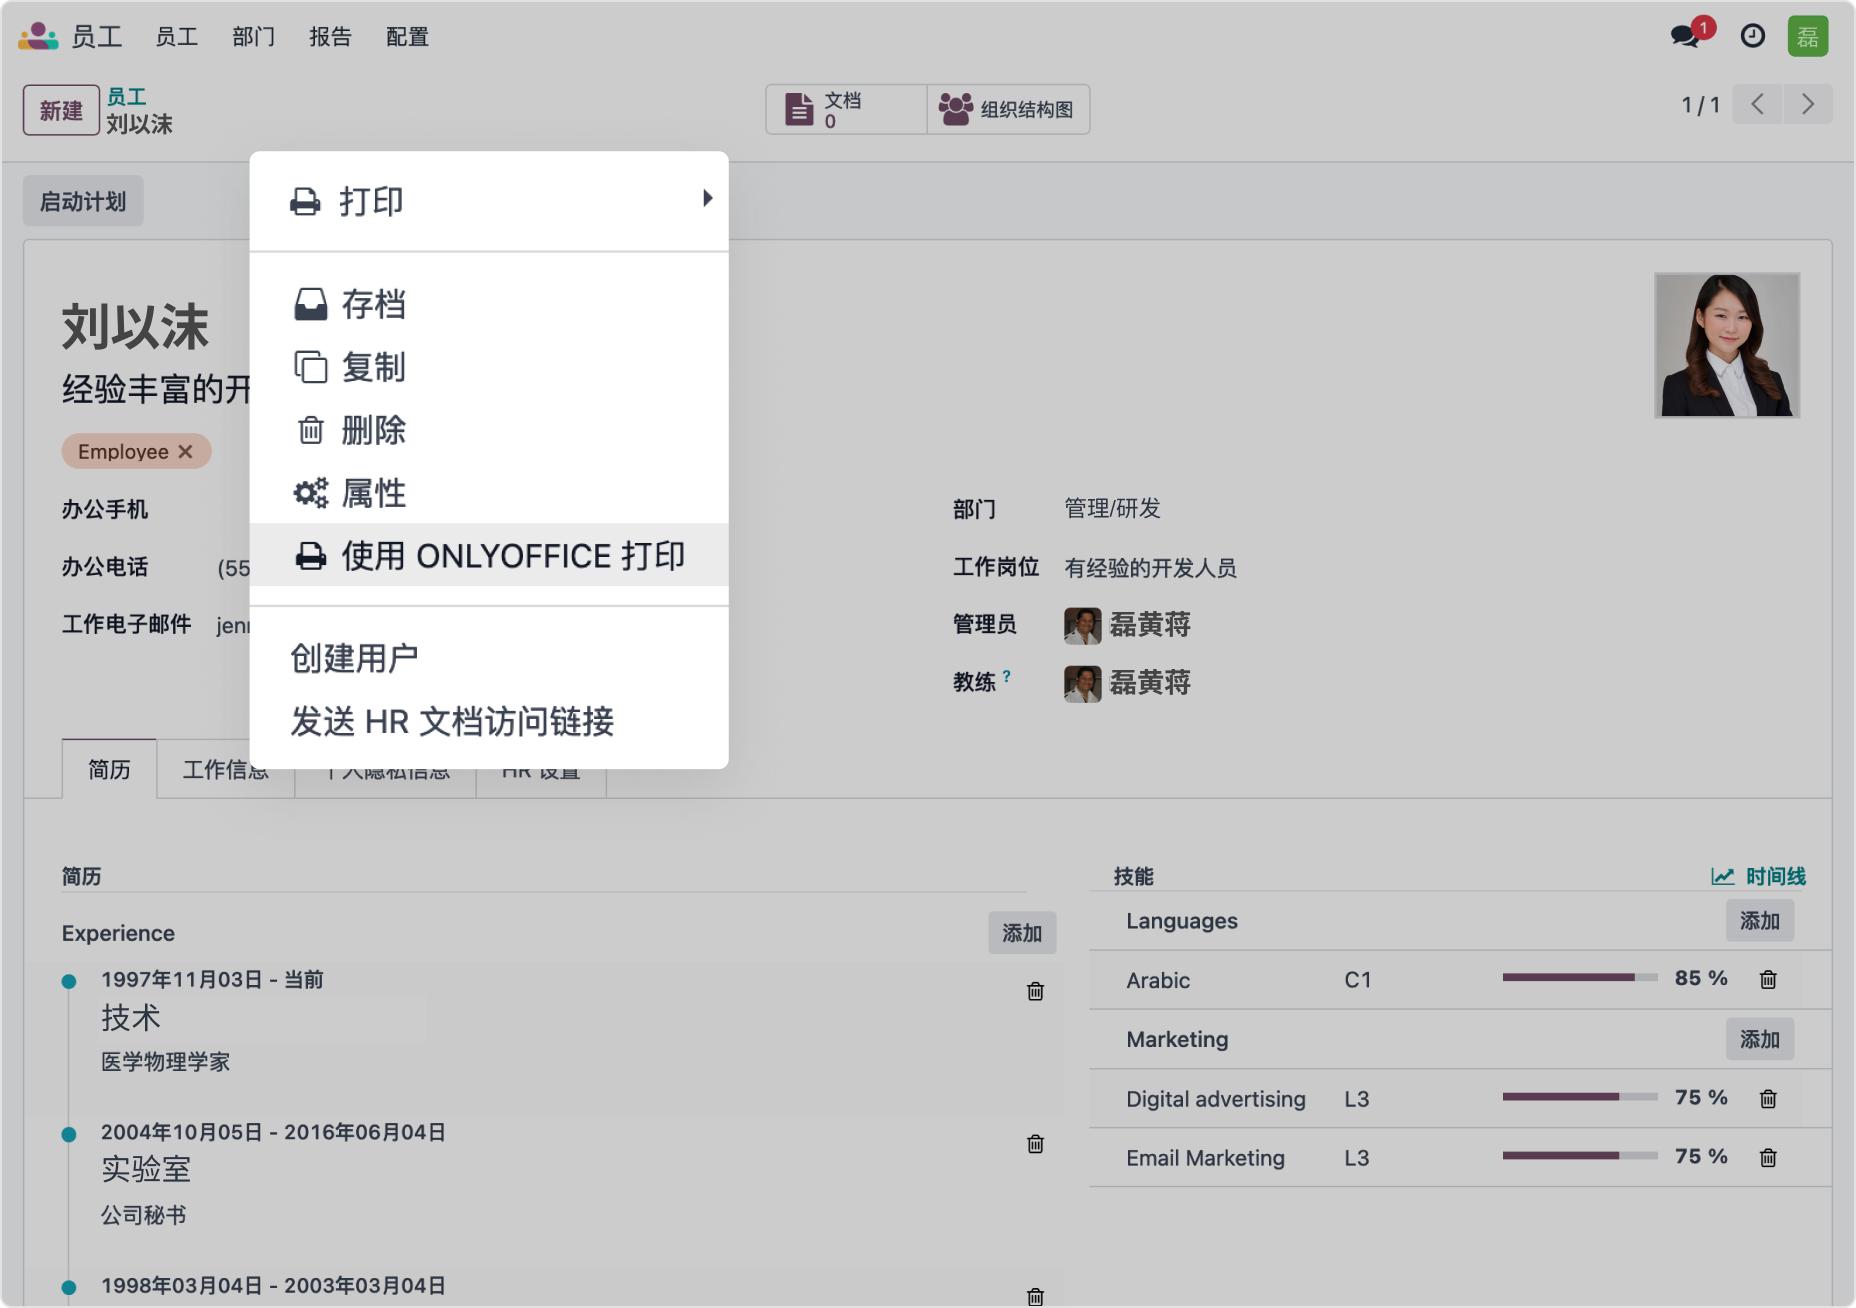 员工 员工 部门 报告 配置
1
磊
新建 员工
刘以沫
文档
0
组织结构图
1 / 1
启动计划
打印
存档
复制
删除
属性
使用 ONLYOFFICE 打印
创建用户
发送 HR 文档访问链接
刘以沫
经验丰富的开
Employee
办公手机
办公电话 (55
工作电子邮件 jen
部门 管理/研发
工作岗位 有经验的开发人员
管理员 磊黄蒋
教练 ? 磊黄蒋
简历 工作信息 个人隐私信息 HR 设置
简历
Experience 添加
1997年11月03日 - 当前
技术
医学物理学家
2004年10月05日 - 2016年06月04日
实验室
公司秘书
1998年03月04日 - 2003年03月04日
技能 时间线
Languages 添加
Arabic C1 85 %
Marketing 添加
Digital advertising L3 75 %
Email Marketing L3 75 %